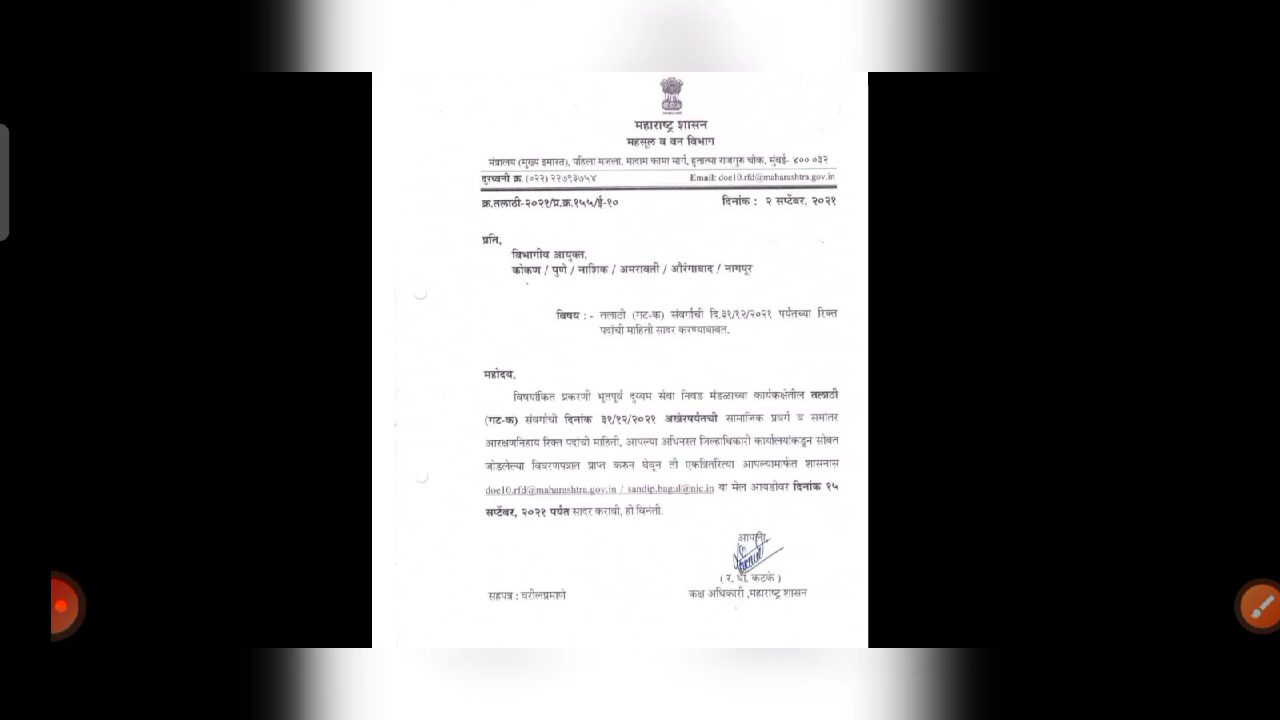 महाराष्ट्र शासन
महसूल व वन विभाग
मंत्रालय (मुख्य इमारत), पहिला मजला, मादाम कामा मार्ग, हुतात्मा राजगुरु चौक, मुंबई- ४०० ०३२
दुरध्वनी क्र. (०२२) २२७९३७५४ Email: doe10.rfd@maharashtra.gov.in
क्र.तलाठी-२०२१/प्र.क्र.१५५/ई-१० दिनांक : २ सप्टेंबर, २०२१
प्रति,
विभागीय आयुक्त,
कोकण / पुणे / नाशिक / अमरावती / औरंगाबाद / नागपूर
विषय : - तलाठी (गट-क) संवर्गाची दि.३१/१२/२०२१ पर्यतच्या रिक्त
पदांची माहिती सादर करण्याबाबत.
महोदय,
विषयांकित प्रकरणी भूतपूर्व दुय्यम सेवा निवड मंडळाच्या कार्यकक्षेतील तलाठी
(गट-क) संवर्गाची दिनांक ३१/१२/२०२१ अखेरपर्यतची सामाजिक प्रवर्ग व समांतर
आरक्षणनिहाय रिक्त पदांची माहिती, आपल्या अधिनस्त जिल्हाधिकारी कार्यालयांकडून सोबत
जोडलेल्या विवरणपत्रात प्राप्त करुन घेवून ती एकत्रितरित्या आपल्यामार्फत शासनास
doe10.rfd@maharashtra.gov.in / sandip.bagul@nic.in या मेल आयडीवर दिनांक १५
सप्टेंबर, २०२१ पर्यंत सादर करावी, ही विनंती.
आपला,
( र. धों. कटके )
सहपत्र : वरीलप्रमाणे कक्ष अधिकारी ,महाराष्ट्र शासन